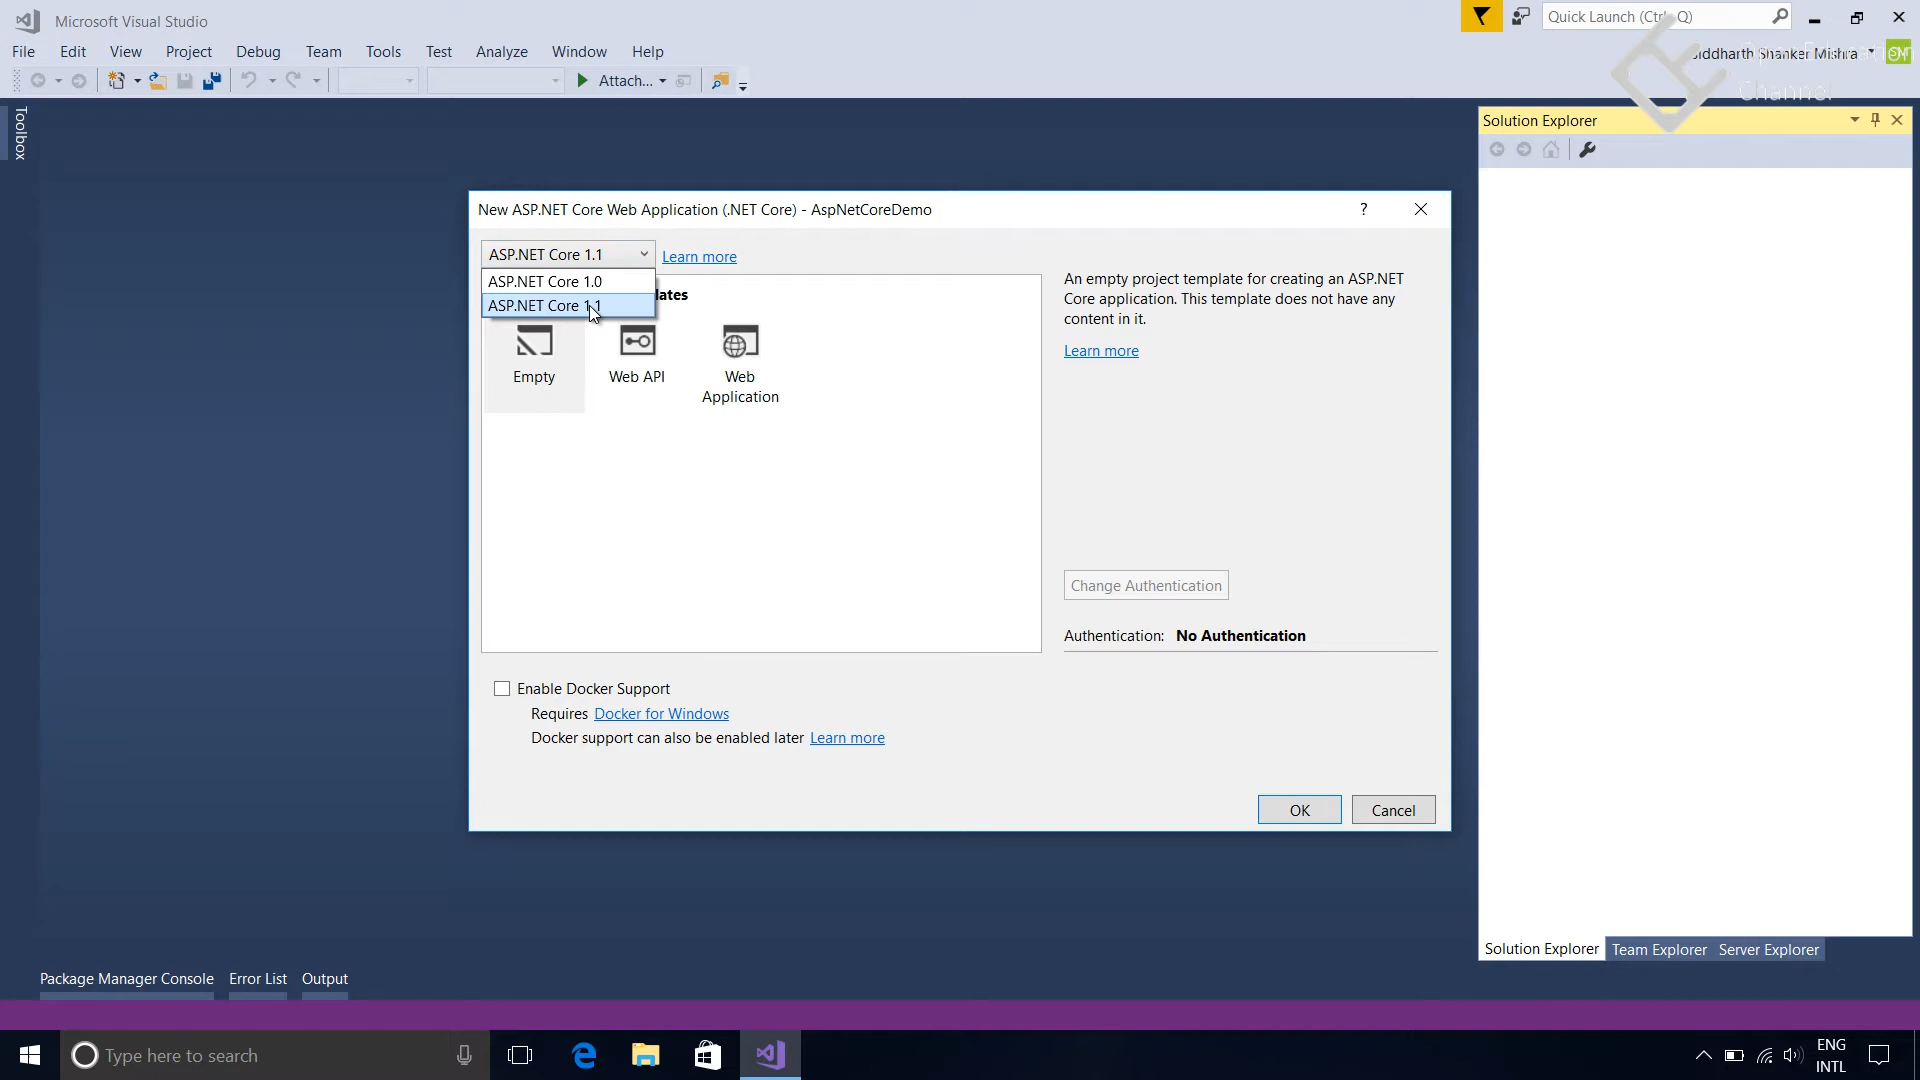 Microsoft Visual Studio
Quick Launch (Ctrl+Q)
File Edit View Project Debug Team Tools Test Analyze Window Help
Siddharth Shanker Mishra SM
Attach...
Channel
Toolbox
Solution Explorer
New ASP.NET Core Web Application (.NET Core) - AspNetCoreDemo
?
ASP.NET Core 1.1 Learn more
ASP.NET Core 1.0
ASP.NET Core 1.1
lates
Empty
Web API
Web
Application
An empty project template for creating an ASP.NET
Core application. This template does not have any
content in it.
Learn more
Change Authentication
Authentication: No Authentication
Enable Docker Support
Requires Docker for Windows
Docker support can also be enabled later Learn more
OK Cancel
Solution Explorer Team Explorer Server Explorer
Package Manager Console Error List Output
Type here to search
ENG
INTL